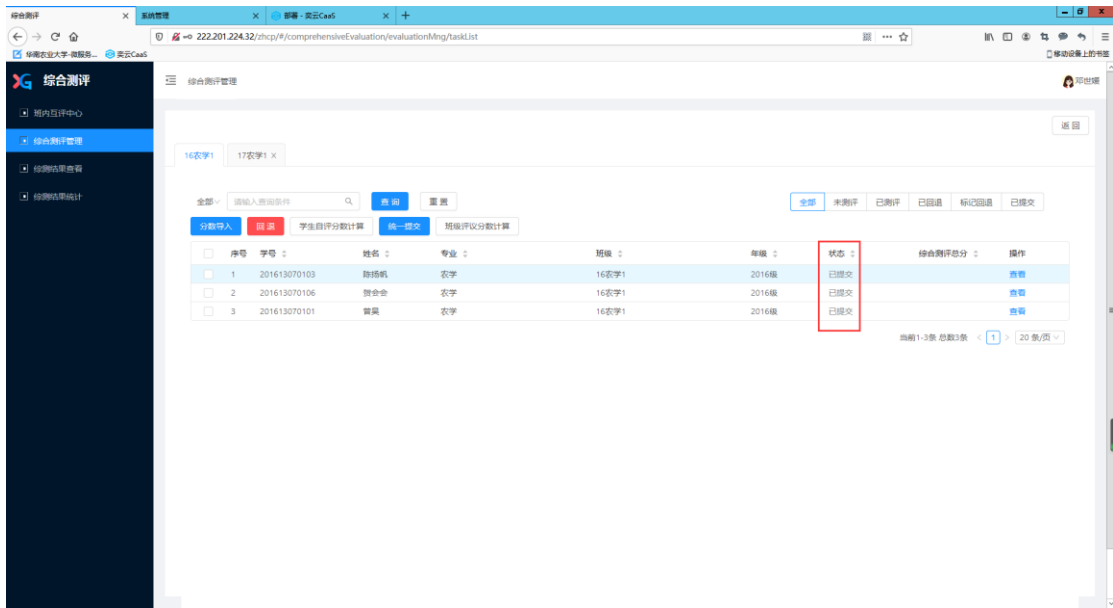 综合测评
系统管理
部署 - 奕云CaaS
222.201.224.32/zhcp/#/comprehensiveEvaluation/evaluationMng/taskList
华南农业大学-微服务... 奕云CaaS
移动设备上的书签
综合测评
综合测评管理
邓世媛
班内互评中心
综合测评管理
综测结果查看
综测结果统计
返 回
16农学1 17农学1
全部 请输入查询条件 查 询 重 置 全部 未测评 已测评 已回退 标记回退 已提交
分数导入 回 退 学生自评分数计算 统一提交 班级评议分数计算
序号 学号 姓名 专业 班级 年级 状态 综合测评总分 操作
1 201613070103 陈扬帆 农学 16农学1 2016级 已提交 查看
2 201613070106 贺会会 农学 16农学1 2016级 已提交 查看
3 201613070101 曾昊 农学 16农学1 2016级 已提交 查看
当前1-3条 总数3条 < 1 > 20 条/页